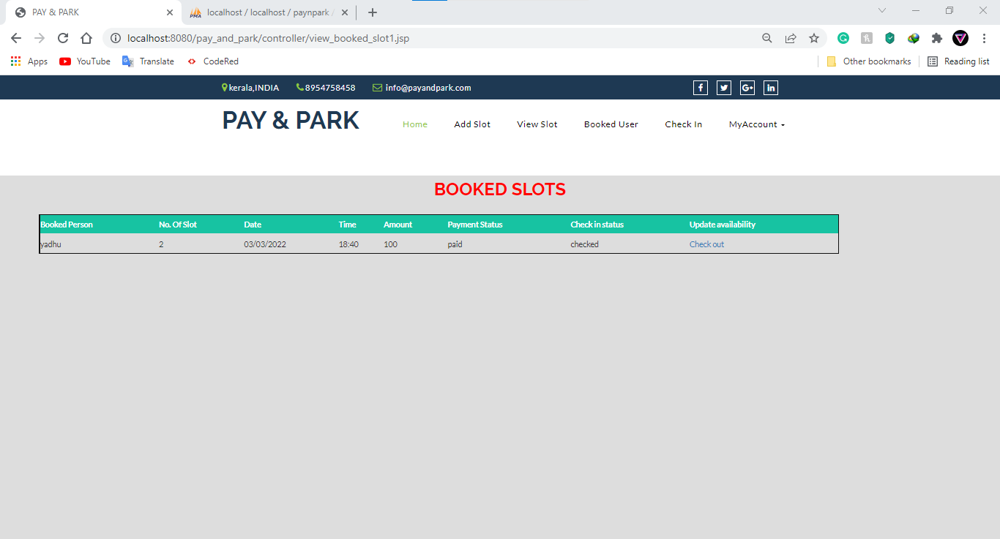 PAY & PARK
localhost / localhost / paynpark /
localhost:8080/pay_and_park/controller/view_booked_slot1.jsp
Apps YouTube Translate CodeRed Other bookmarks Reading list
kerala,INDIA 8954758458 info@payandpark.com
PAY & PARK Home Add Slot View Slot Booked User Check In MyAccount
BOOKED SLOTS
Booked Person No. Of Slot Date Time Amount Payment Status Check in status Update availability
yadhu 2 03/03/2022 18:40 100 paid checked Check out